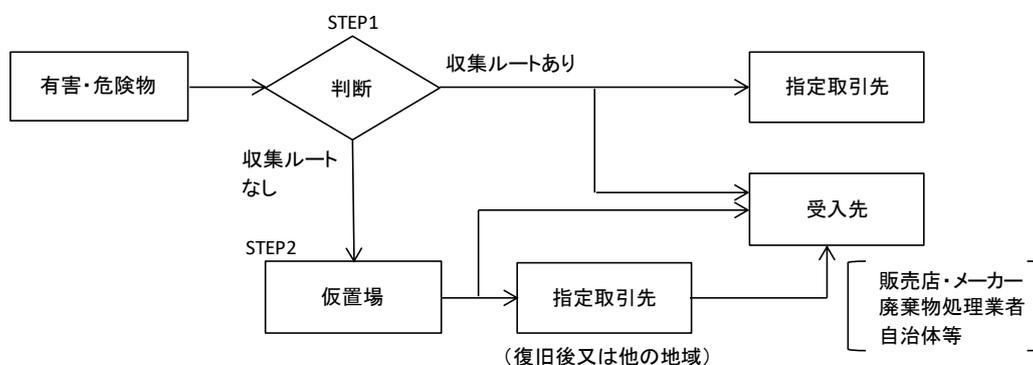 STEP1
有害・危険物
判断
収集ルートあり
指定取引先
収集ルート
なし
受入先
STEP2
仮置場
指定取引先
（復旧後又は他の地域）
販売店・メーカー
廃棄物処理業者
自治体等